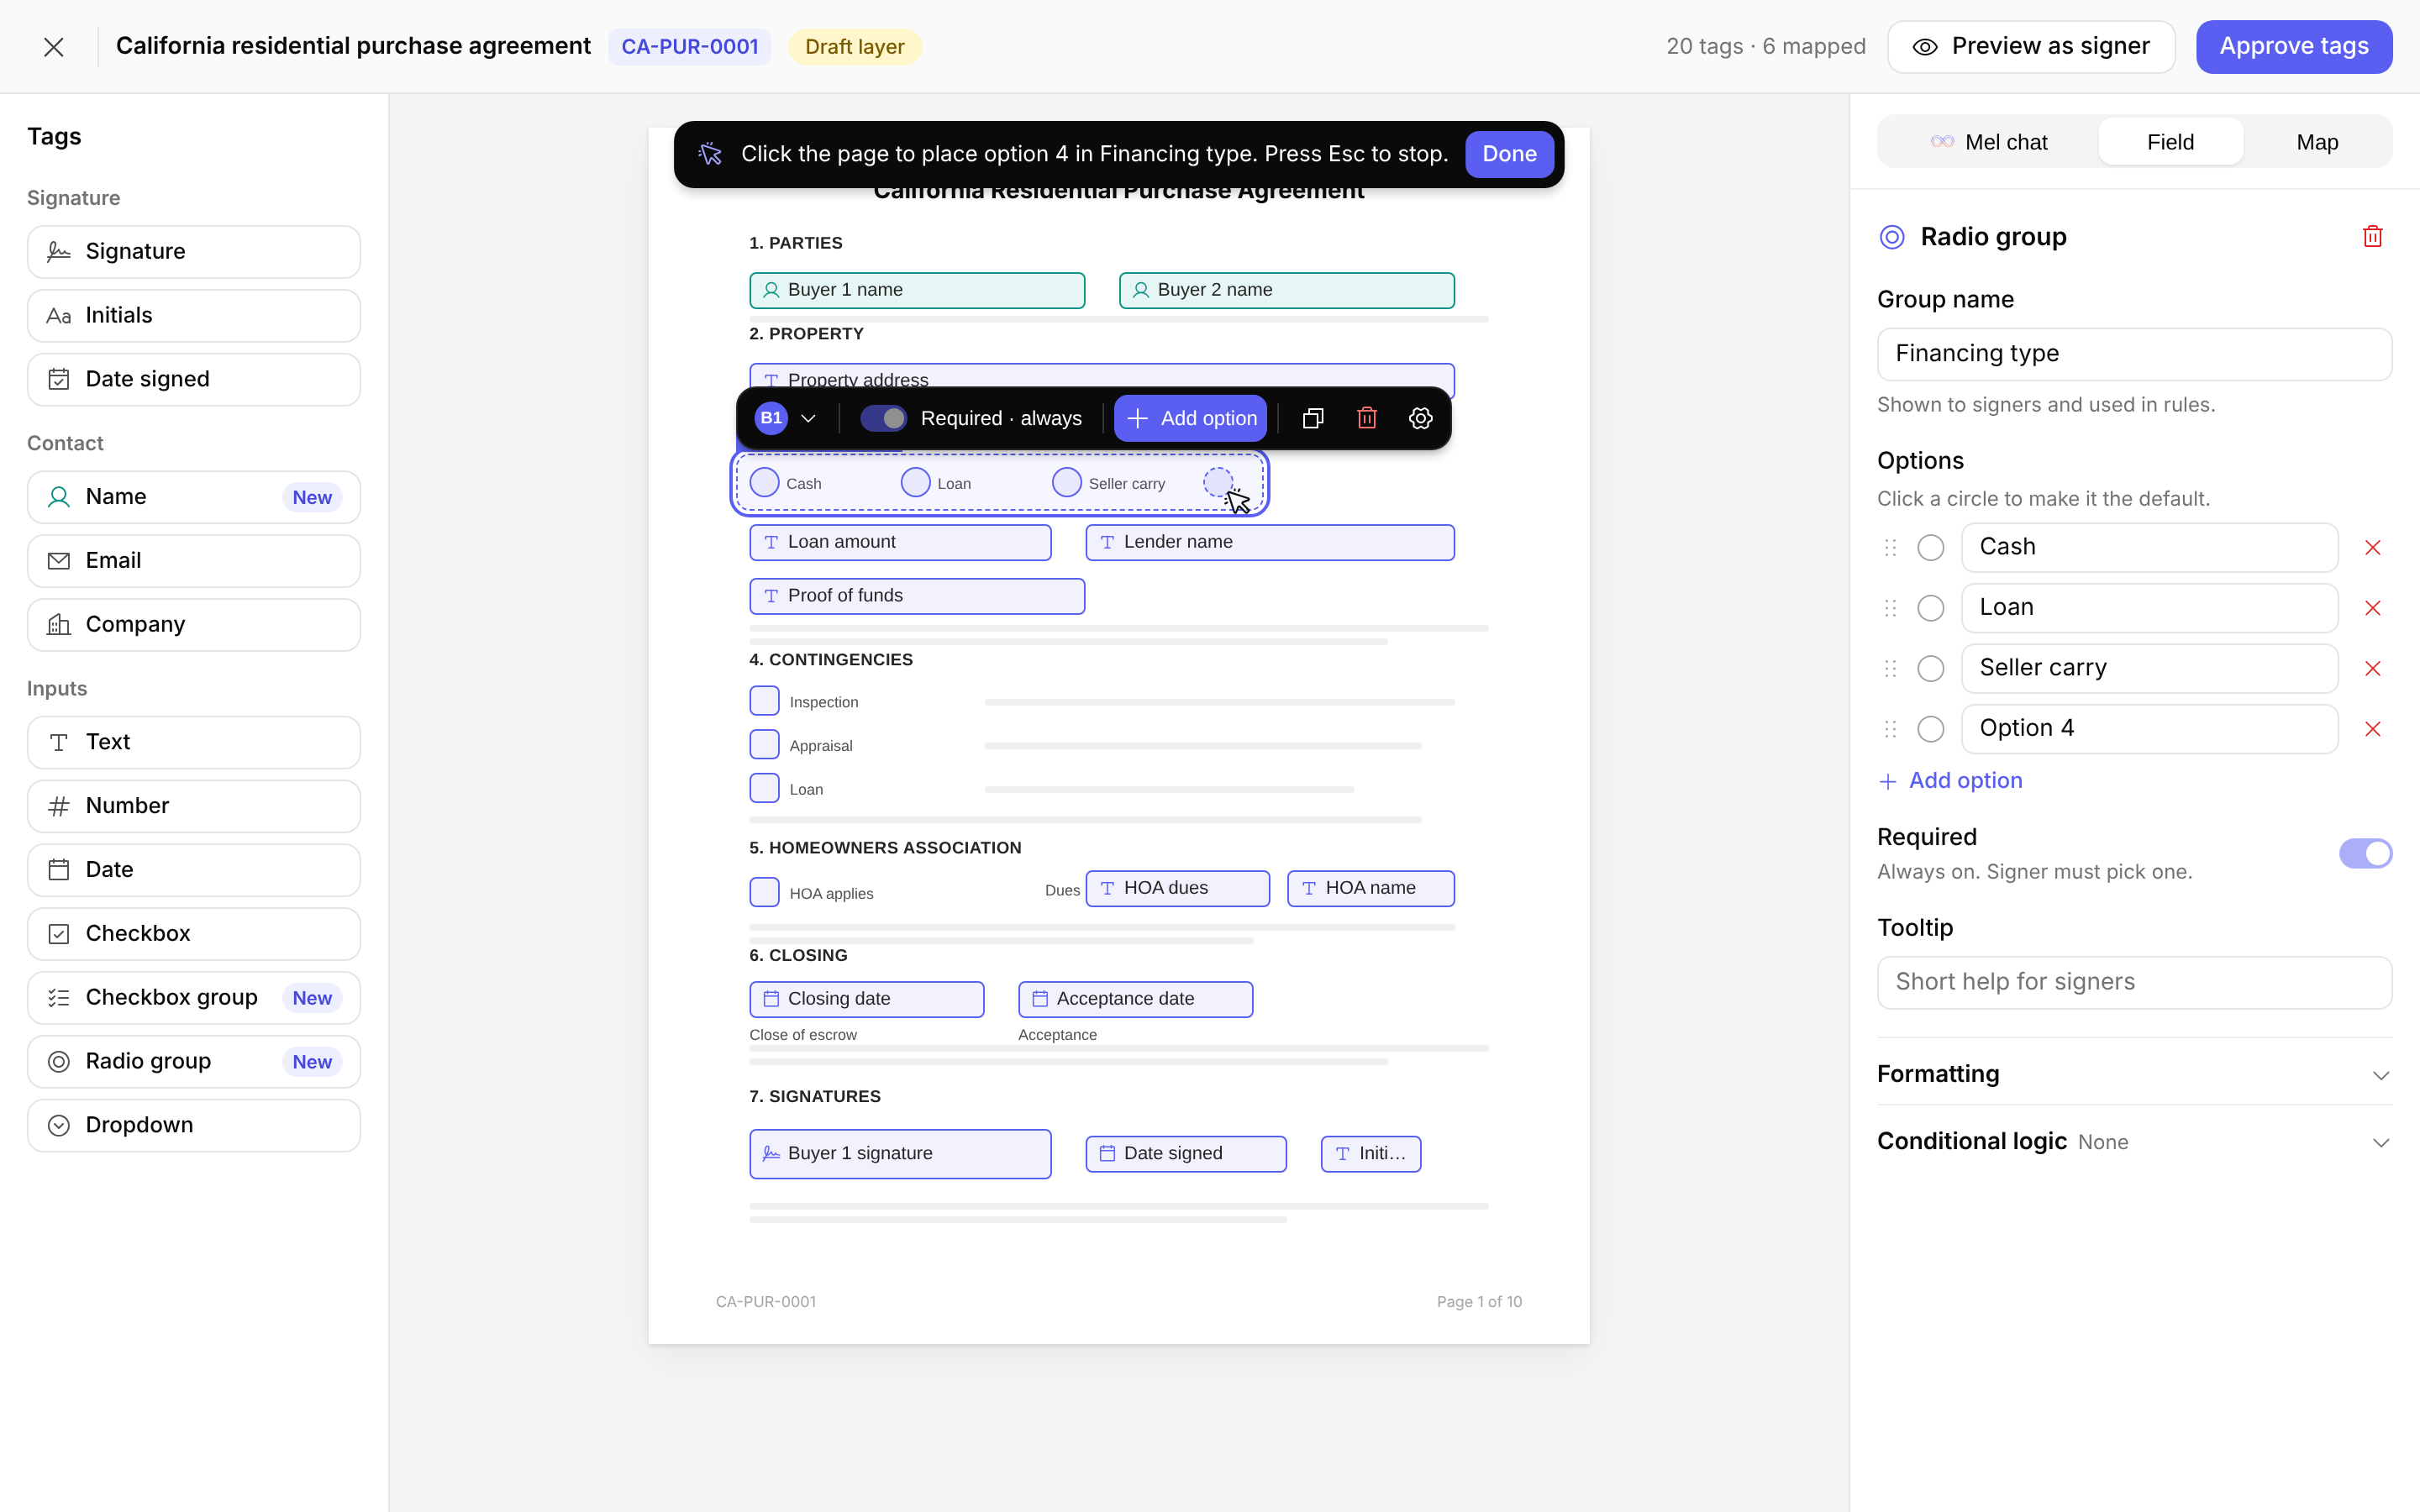 California residential purchase agreement CA-PUR-0001 Draft layer 20 tags · 6 mapped Preview as signer Approve tags
Tags
Signature
Signature
Initials
Date signed
Contact
Name New
Email
Company
Inputs
Text
Number
Date
Checkbox
Checkbox group New
Radio group New
Dropdown
Click the page to place option 4 in Financing type. Press Esc to stop. Done
California Residential Purchase Agreement
1. PARTIES
Buyer 1 name Buyer 2 name
2. PROPERTY
Property address
B1 Required · always Add option
Cash Loan Seller carry
Loan amount Lender name
Proof of funds
4. CONTINGENCIES
Inspection
Appraisal
Loan
5. HOMEOWNERS ASSOCIATION
HOA applies Dues HOA dues HOA name
6. CLOSING
Closing date Acceptance date
Close of escrow Acceptance
7. SIGNATURES
Buyer 1 signature Date signed Initi...
CA-PUR-0001 Page 1 of 10
Mel chat Field Map
Radio group
Group name
Financing type
Shown to signers and used in rules.
Options
Click a circle to make it the default.
Cash
Loan
Seller carry
Option 4
Add option
Required
Always on. Signer must pick one.
Tooltip
Short help for signers
Formatting
Conditional logic None